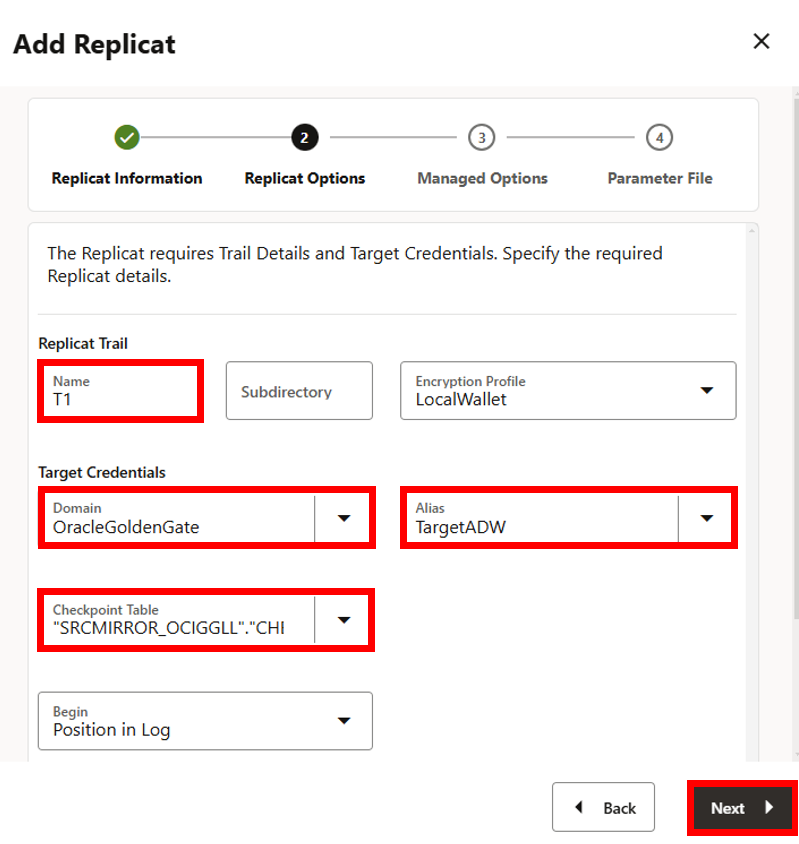 Add Replicat
2
3
4
Replicat Information
Replicat Options
Managed Options
Parameter File
The Replicat requires Trail Details and Target Credentials. Specify the required
Replicat details.
Replicat Trail
Name
T1
Subdirectory
Encryption Profile
LocalWallet
Target Credentials
Domain
OracleGoldenGate
Alias
TargetADW
Checkpoint Table
"SRCMIRROR_OCIGGLL"."CHE
Begin
Position in Log
Back
Next